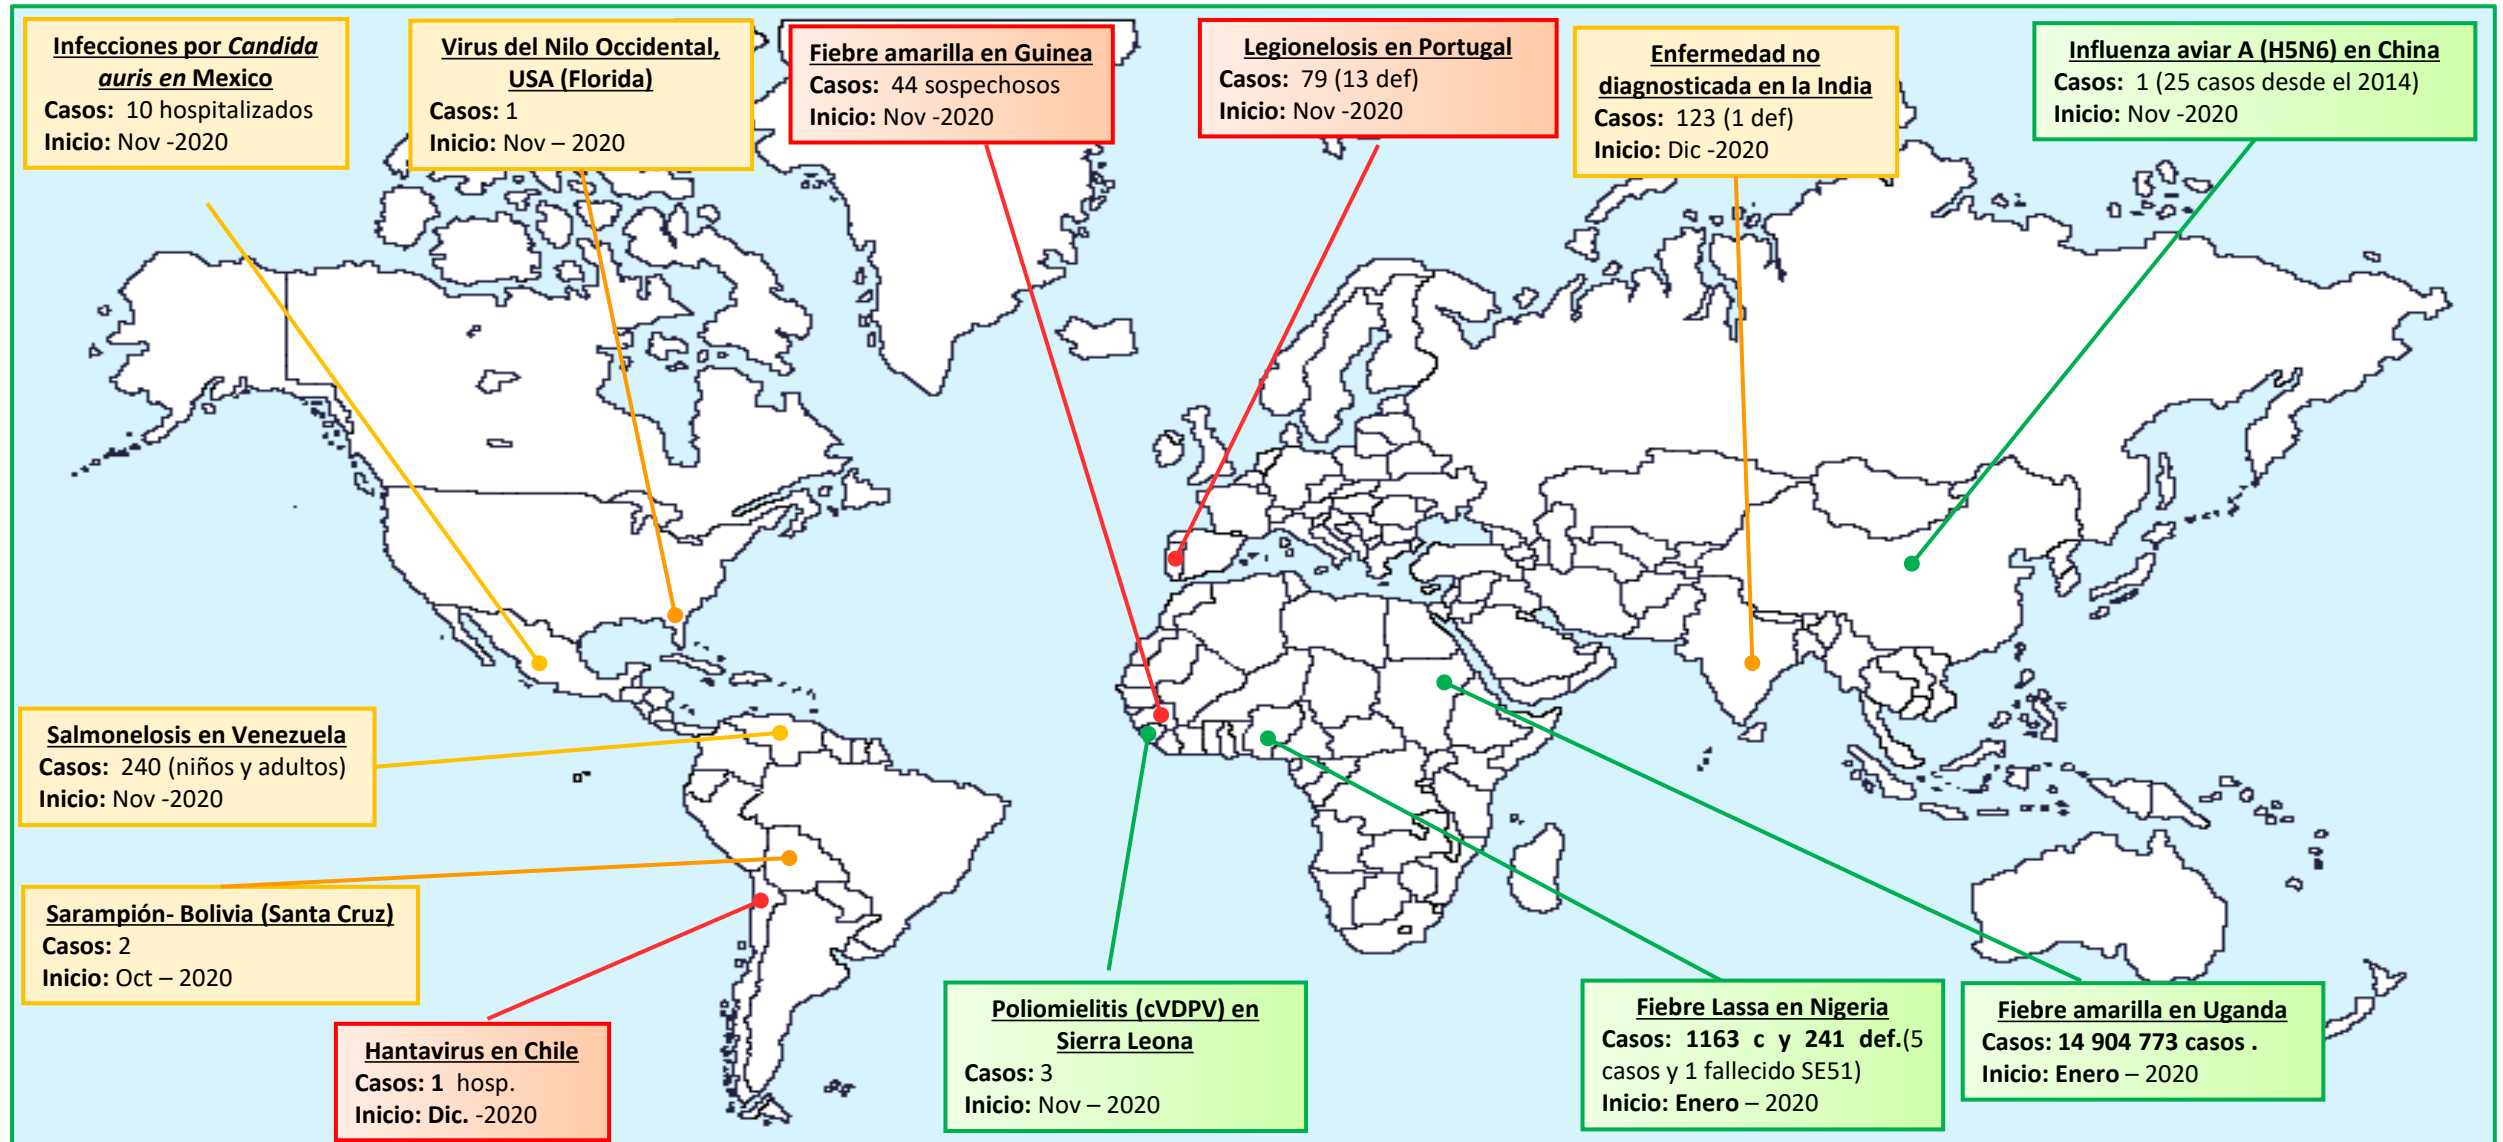 Infecciones por Candida
auris en Mexico
Casos: 10 hospitalizados
Inicio: Nov -2020
Virus del Nilo Occidental,
USA (Florida)
Casos: 1
Inicio: Nov – 2020
Fiebre amarilla en Guinea
Casos: 44 sospechosos
Inicio: Nov -2020
Legionelosis en Portugal
Casos: 79 (13 def)
Inicio: Nov -2020
Enfermedad no
diagnosticada en la India
Casos: 123 (1 def)
Inicio: Dic -2020
Influenza aviar A (H5N6) en China
Casos: 1 (25 casos desde el 2014)
Inicio: Nov -2020
Salmonelosis en Venezuela
Casos: 240 (niños y adultos)
Inicio: Nov -2020
Sarampión- Bolivia (Santa Cruz)
Casos: 2
Inicio: Oct – 2020
Hantavirus en Chile
Casos: 1 hosp.
Inicio: Dic. -2020
Poliomielitis (cVDPV) en
Sierra Leona
Casos: 3
Inicio: Nov – 2020
Fiebre Lassa en Nigeria
Casos: 1163 c y 241 def.(5
casos y 1 fallecido SE51)
Inicio: Enero – 2020
Fiebre amarilla en Uganda
Casos: 14 904 773 casos .
Inicio: Enero – 2020